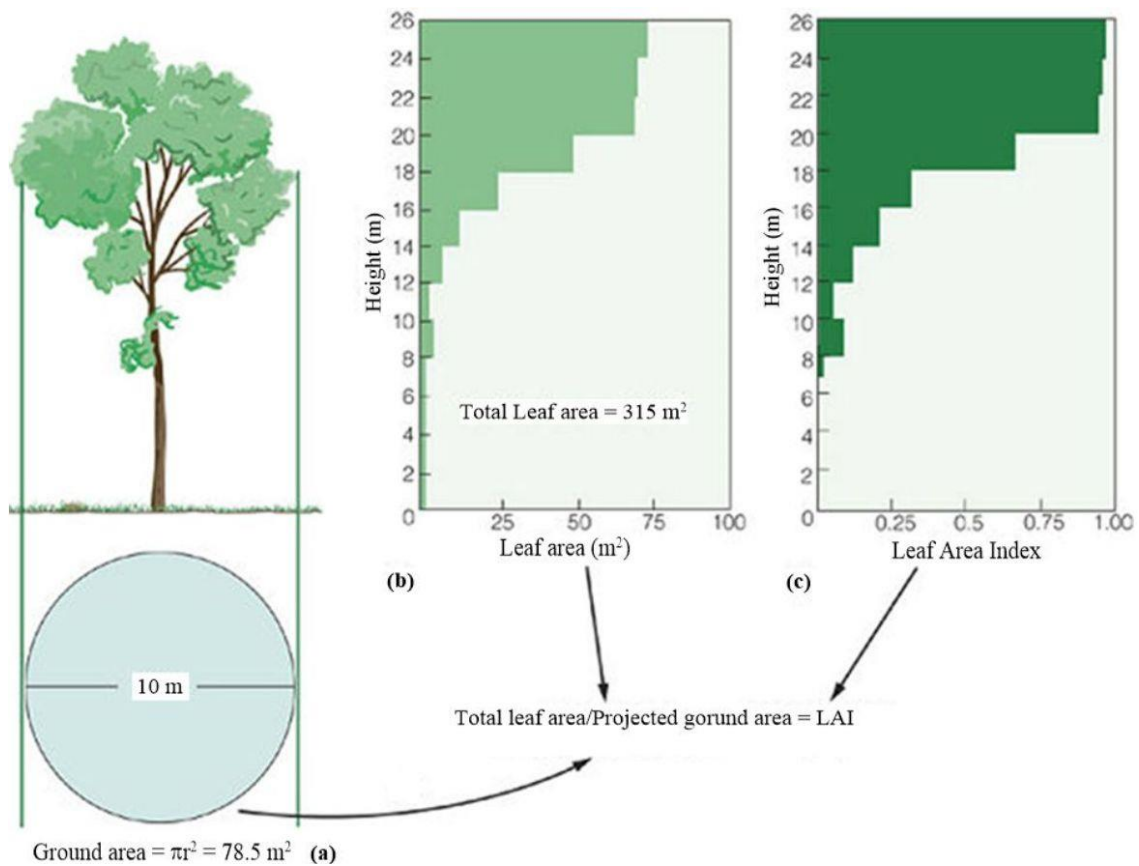 26
24
22
20
18
16
14
12
10
8
6
4
2
0
Height (m)
Total Leaf area = 315 m²
25 50 75 100
Leaf area (m²)
(b)
26
24
22
20
18
16
14
12
10
8
6
4
2
0
Height (m)
0.25 0.5 0.75 1.00
Leaf Area Index
(c)
10 m
Total leaf area/Projected gorund area = LAI
Ground area = πr² = 78.5 m² (a)